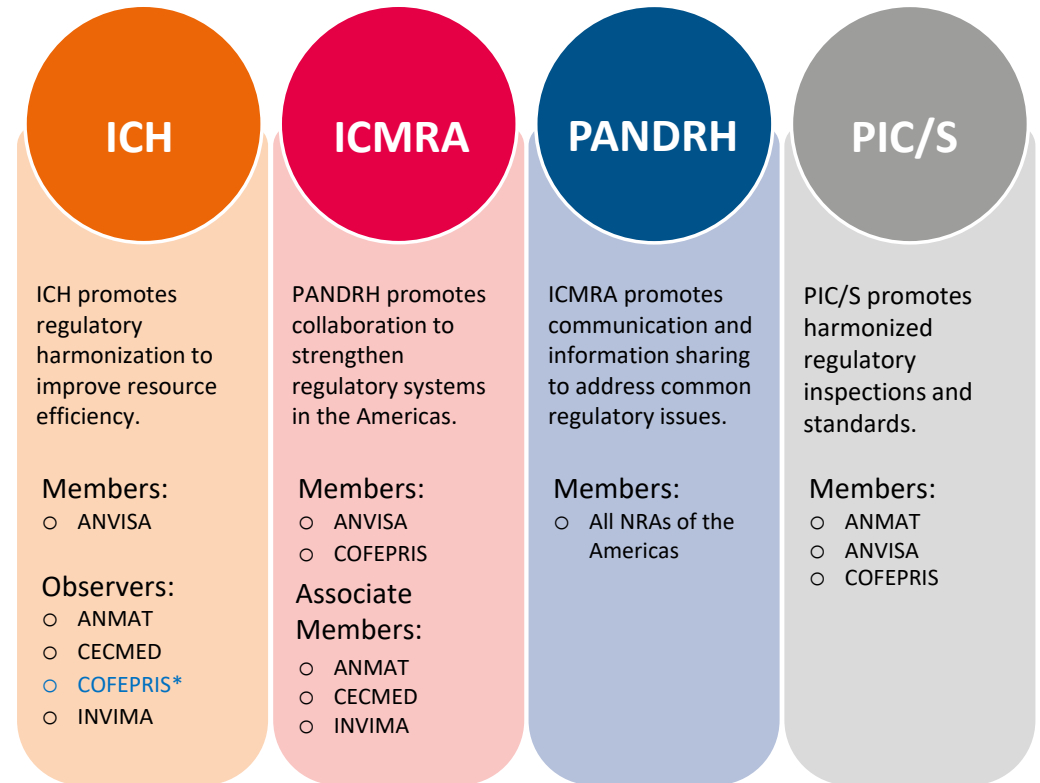 ICH
ICH promotes
regulatory
harmonization to
improve resource
efficiency.
Members:
o ANVISA
Observers:
o ANMAT
o CECMED
o COFEPRIS*
o INVIMA
ICMRA
PANDRH promotes
collaboration to
strengthen
regulatory systems
in the Americas.
Members:
o ANVISA
o COFEPRIS
Associate
Members:
o ANMAT
o CECMED
o INVIMA
PANDRH
ICMRA promotes
communication and
information sharing
to address common
regulatory issues.
Members:
o All NRAs of the
Americas
PIC/S
PIC/S promotes
harmonized
regulatory
inspections and
standards.
Members:
o ANMAT
o ANVISA
o COFEPRIS